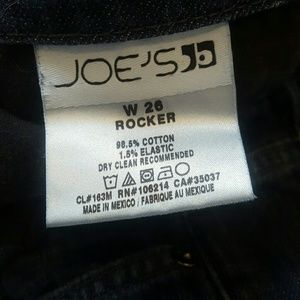 JOE'S
W 26
ROCKER
98.5% COTTON
1.5% ELASTIC
DRY CLEAN RECOMMENDED
CL#163M RN#106214 CA#35037
MADE IN MEXICO / FABRIQUE AU MEXIQUE